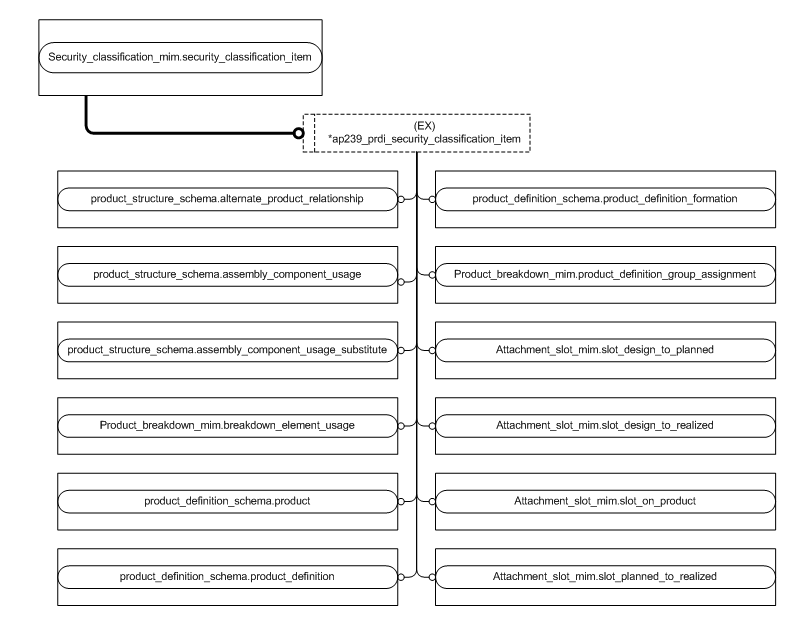 Security_classification_mim.security_classification_item
(EX)
*ap239_prdi_security_classification_item
product_structure_schema.alternate_product_relationship
product_definition_schema.product_definition_formation
product_structure_schema.assembly_component_usage
Product_breakdown_mim.product_definition_group_assignment
product_structure_schema.assembly_component_usage_substitute
Attachment_slot_mim.slot_design_to_planned
Product_breakdown_mim.breakdown_element_usage
Attachment_slot_mim.slot_design_to_realized
product_definition_schema.product
Attachment_slot_mim.slot_on_product
product_definition_schema.product_definition
Attachment_slot_mim.slot_planned_to_realized